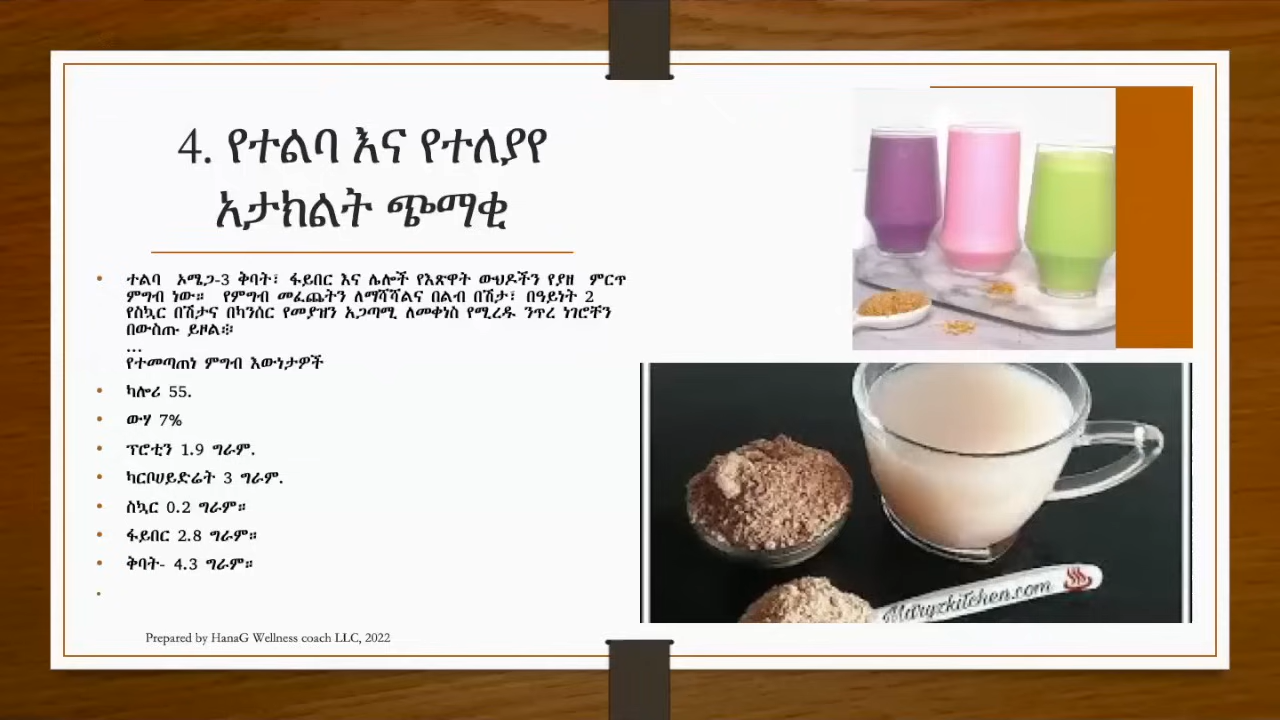 4. የተልባ እና የተለያየ
አታክልት ጭማቂ
• ተልባ ኦሜጋ-3 ቅባት፣ ፋይበር እና ሌሎች የእጽዋት ውህዶችን የያዘ ምርጥ
ምግብ ነው። የምግብ መፈጨትን ለማሻሻልና በልብ በሽታ፣ በዓይነት 2
የስኳር በሽታና በካንሰር የመያዝን አጋጣሚ ለመቀነስ የሚረዱ ንጥረ ነገሮቸን
በውስጡ ይዞል፨
...
የተመጣጠነ ምግብ እውነታዎች
• ካሎሪ 55.
• ውሃ 7%
• ፕሮቲን 1.9 ግራም.
• ካርቦሀይድሬት 3 ግራም.
• ስኳር 0.2 ግራም።
• ፋይበር 2.8 ግራም።
• ቅባት- 4.3 ግራም።
•
Maryzkitchen.com
Prepared by HanaG Wellness coach LLC, 2022